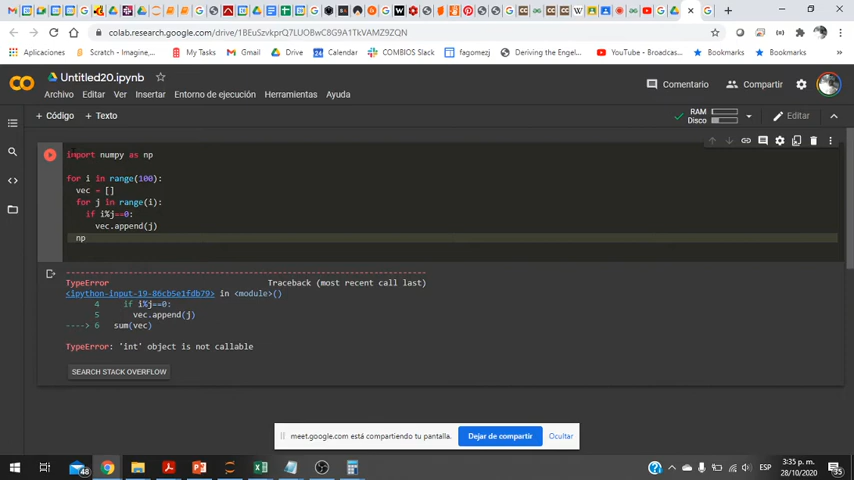 colab.research.google.com/drive/1BEuSzvkprQ7LUOBwC8G9A1TkVAMZ9ZQN
Aplicaciones
Scratch - Imagine...
My Tasks
Gmail
Drive
Calendar
COMBIOS Slack
fagomezj
Deriving the Engel...
YouTube - Broadcas...
Bookmarks
Bookmarks
Untitled20.ipynb
Comentario
Compartir
Archivo Editar Ver Insertar Entorno de ejecución Herramientas Ayuda
+ Código + Texto
RAM
Disco
Editar
import numpy as np
for i in range(100):
vec = []
for j in range(i):
if i%j==0:
vec.append(j)
np
TypeError Traceback (most recent call last)
<ipython-input-19-86cb5e1fdb79> in <module>()
4 if i%j==0:
5 vec.append(j)
----> 6 sum(vec)
TypeError: 'int' object is not callable
SEARCH STACK OVERFLOW
meet.google.com está compartiendo tu pantalla.
Dejar de compartir
Ocultar
48
ESP
3:35 p. m.
28/10/2020
35